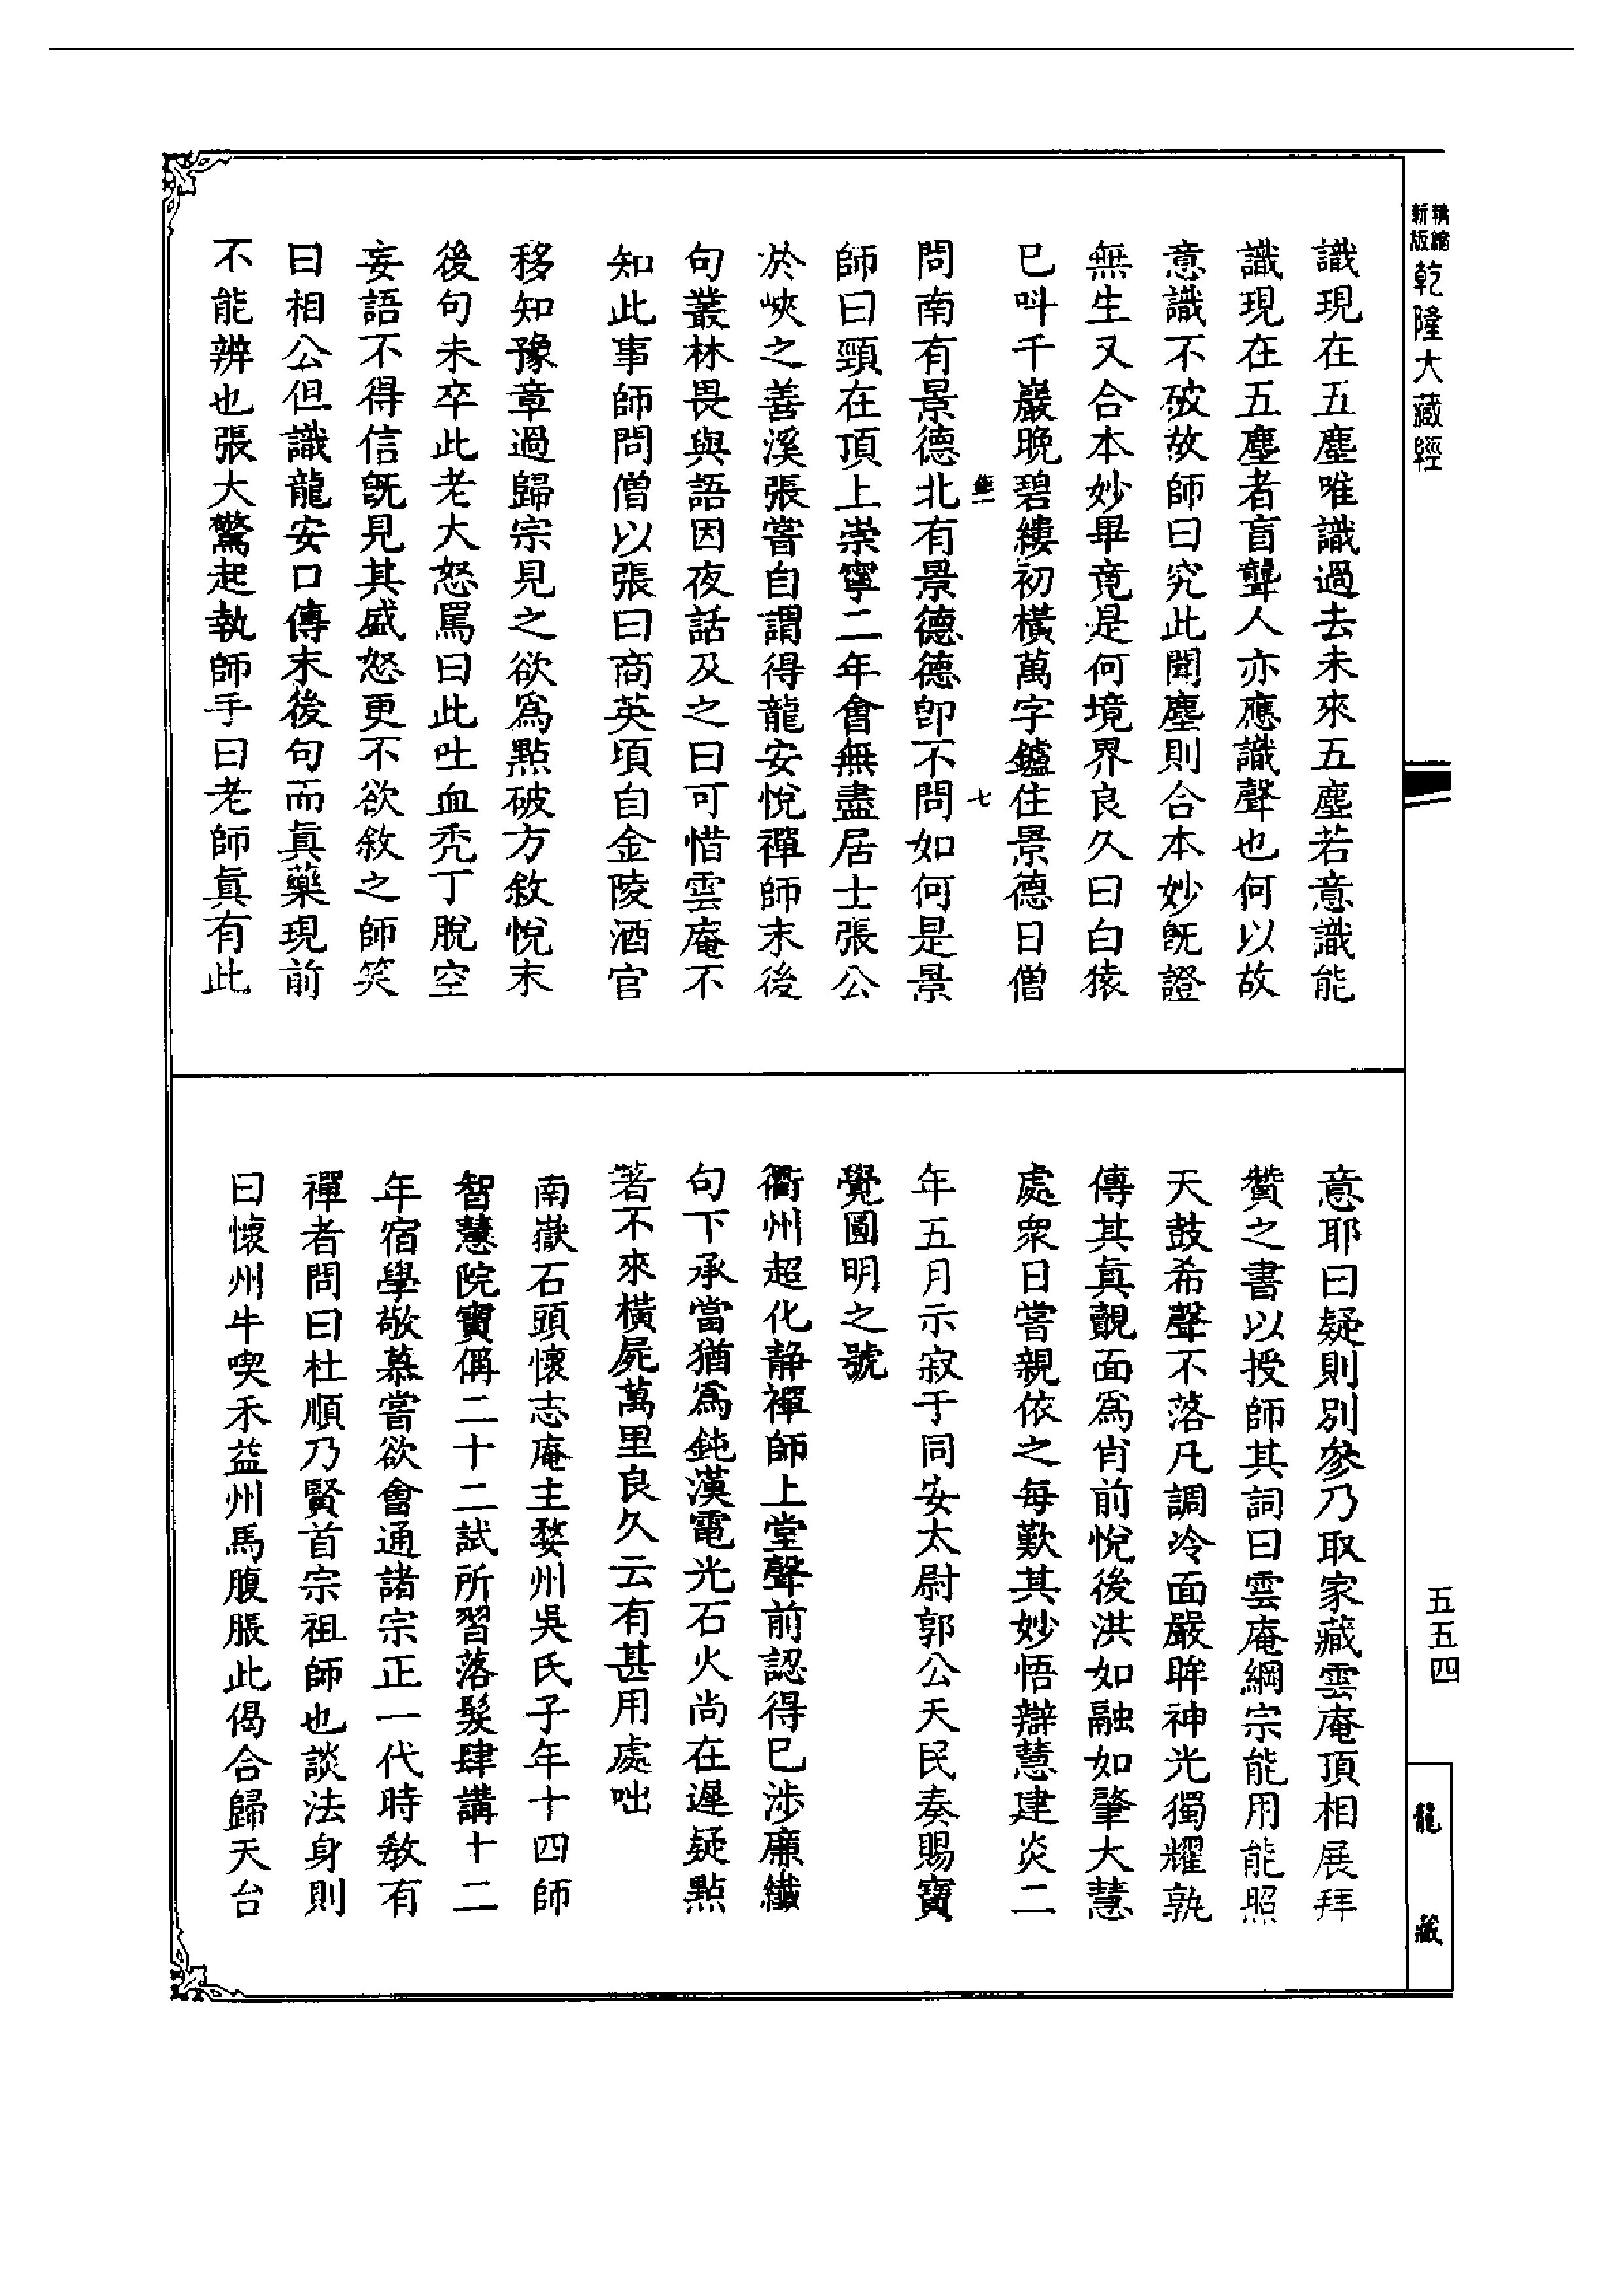 精縮
新版
乾隆大藏經
識現在五塵唯識過去未來五塵若意識能
識現在五塵者盲聾人亦應識聲也何以故
意識不破故師曰究此聞塵則合本妙既證
無生又合本妙畢竟是何境界良久曰白猿
已呌千巖晚碧縷初橫萬字鑪住景德日僧
七
問南有景德北有景德德卽不問如何是景
師曰頸在頂上崇寧二年會無盡居士張公
於峽之善溪張嘗自謂得龍安悅禪師末後
句叢林畏與語因夜話及之曰可惜雲庵不
知此事師問僧以張曰商英頃自金陵酒官
移知豫章過歸宗見之欲爲點破方敘悅末
後句未卒此老大怒罵曰此吐血禿丁脫空
妄語不得信既見其盛怒更不欲敘之師笑
曰相公但識龍安口傳末後句而眞藥現前
不能辨也張大驚起執師手曰老師眞有此
意耶曰疑則別參乃取家藏雲庵頂相展拜
贊之書以授師其詞曰雲庵綱宗能用能照
天鼓希聲不落凡調冷面嚴眸神光獨耀孰
傳其眞覿面爲肖前悅後洪如融如肇大慧
處衆日嘗親依之每歎其妙悟辯慧建炎二
年五月示寂于同安太尉郭公天民奏賜寶
覺圓明之號
衢州超化静禪師上堂聲前認得已涉廉纖
句下承當猶爲鈍漢電光石火尚在遲疑點
著不來橫屍萬里良久云有甚用處咄
南嶽石頭懷志庵主婺州吳氏子年十四師
智慧院寶偁二十二試所習落髮肆講十二
年宿學敬慕嘗欲會通諸宗正一代時教有
禪者問曰杜順乃賢首宗祖師也談法身則
曰懷州牛喫禾益州馬腹脹此偈合歸天台
五五四
龍藏